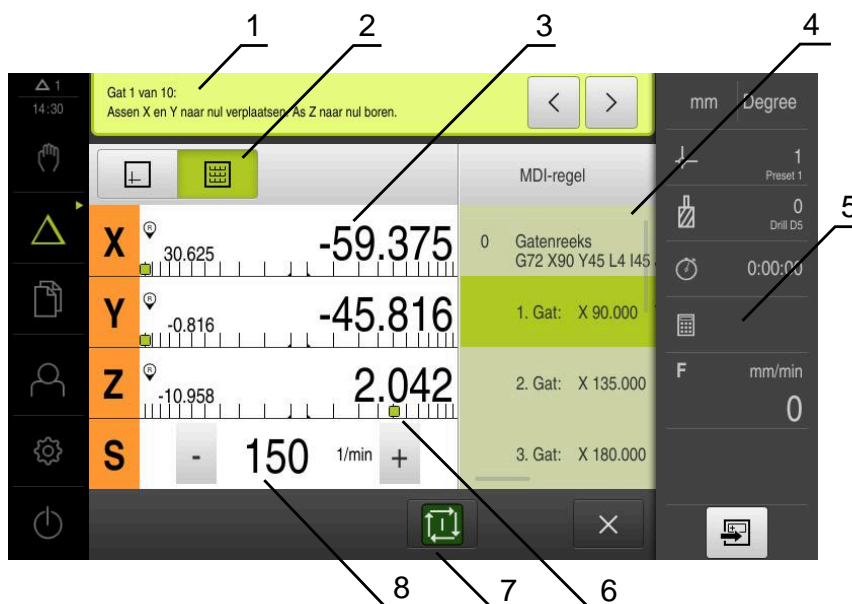 1
2
3
4
5
6
7
8
1
14:30
Gat 1 van 10:
Assen X en Y naar nul verplaatsen. As Z naar nul boren.
mm Degree
MDI-regel
1
Preset 1
0
Drill D5
0:00:00
F mm/min
0
X R 30.625 -59.375
Y R -0.816 -45.816
Z R -10.958 2.042
S - 150 1/min +
0 Gatenreeks
G72 X90 Y45 L4 I45
1. Gat: X 90.000
2. Gat: X 135.000
3. Gat: X 180.000